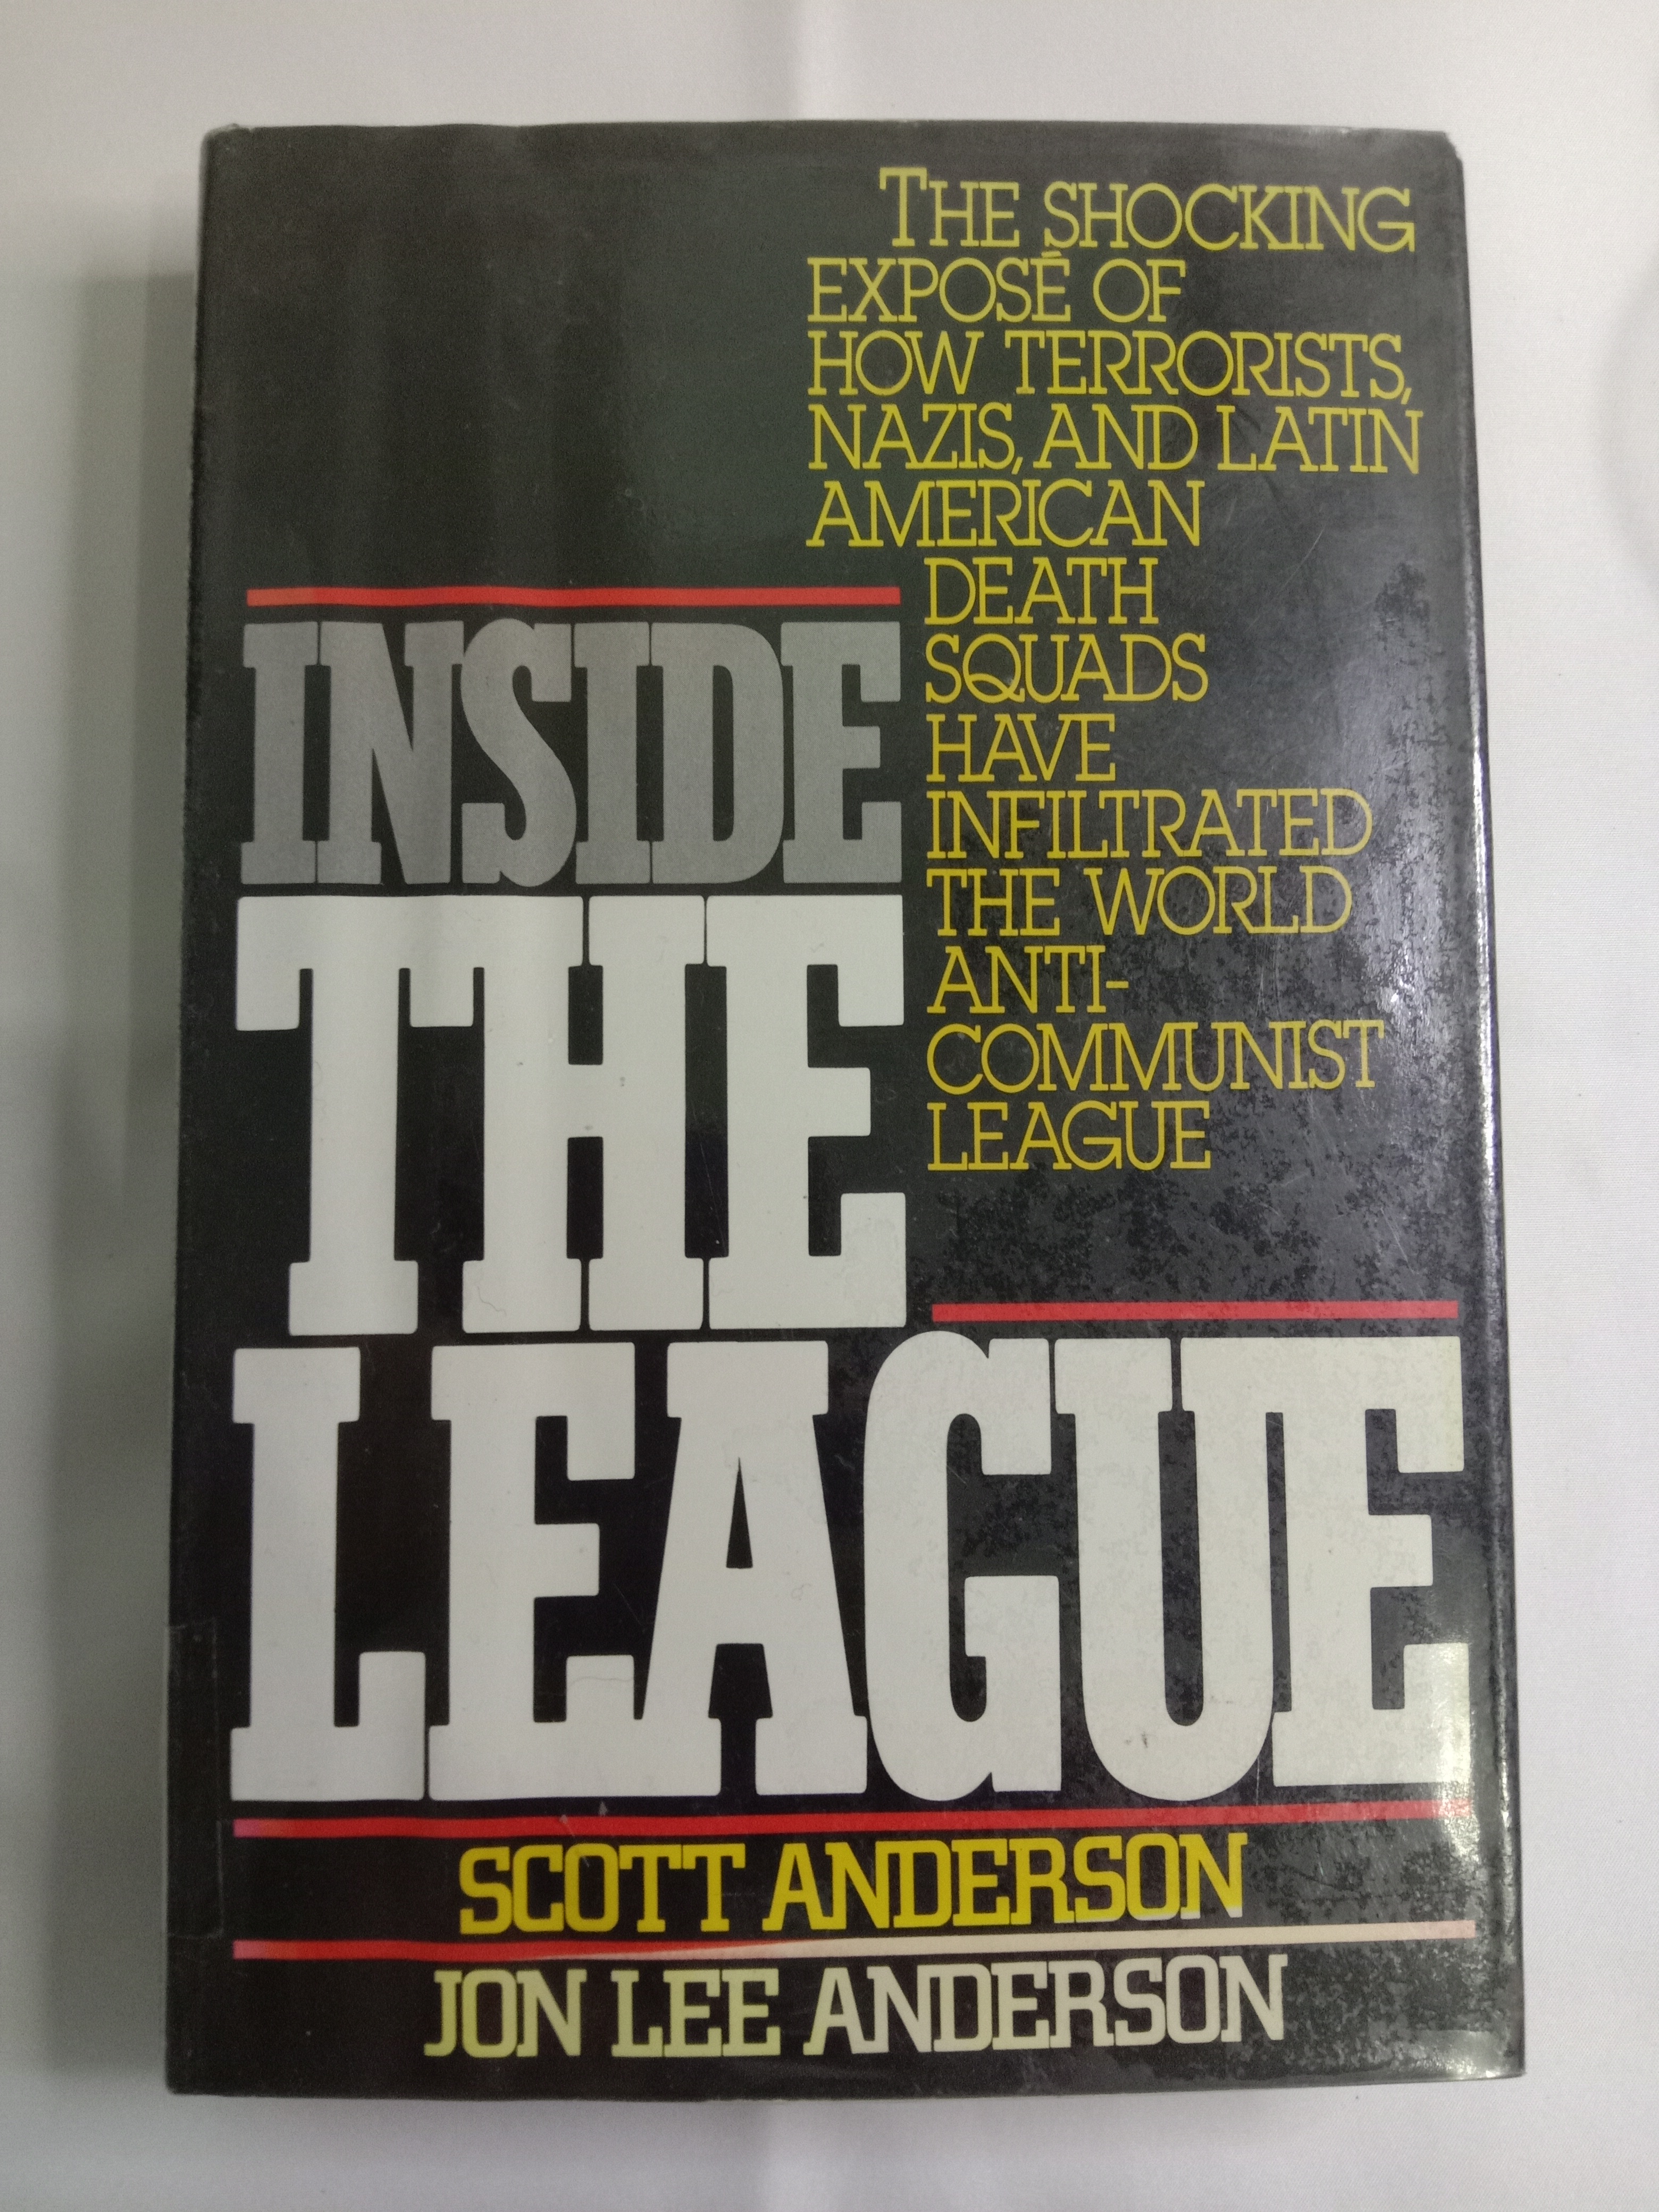 THE SHOCKING
EXPOSÉ OF
HOW TERRORISTS,
NAZIS, AND LATIN
AMERICAN
DEATH
SQUADS
HAVE
INFILTRATED
THE WORLD
ANTI-
COMMUNIST
LEAGUE
INSIDE
THE
LEAGUE
SCOTT ANDERSON
JON LEE ANDERSON